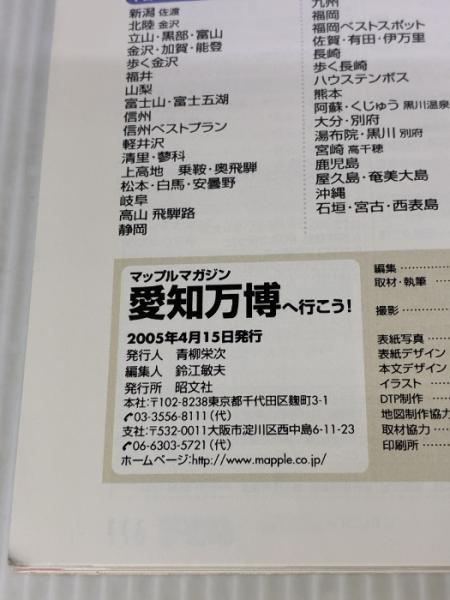 新潟 佐渡
北陸 金沢
立山・黒部・富山
金沢・加賀・能登
歩く金沢
福井
山梨
富士山・富士五湖
信州
信州ベストプラン
軽井沢
清里・蓼科
上高地 乗鞍・奥飛騨
松本・白馬・安曇野
岐阜
高山 飛騨路
静岡
九州
福岡
福岡ベストスポット
佐賀・有田・伊万里
長崎
歩く長崎
ハウステンボス
熊本
阿蘇・くじゅう 黒川温泉
大分・別府
湯布院・黒川 別府
宮崎 高千穂
鹿児島
屋久島・奄美大島
沖縄
石垣・宮古・西表島
マップルマガジン
愛知万博へ行こう!
2005年4月15日発行
発行人 青柳栄次
編集人 鈴江敏夫
発行所 昭文社
本社:〒102-8238東京都千代田区麹町3-1
✆03-3556-8111(代)
支社:〒532-0011大阪市淀川区西中島6-11-23
✆06-6303-5721(代)
ホームページ:http://www.mapple.co.jp/
編集
取材・執筆
撮影
表紙写真
表紙デザイン
本文デザイン
イラスト
DTP制作
地図制作協力
取材協力
印刷所